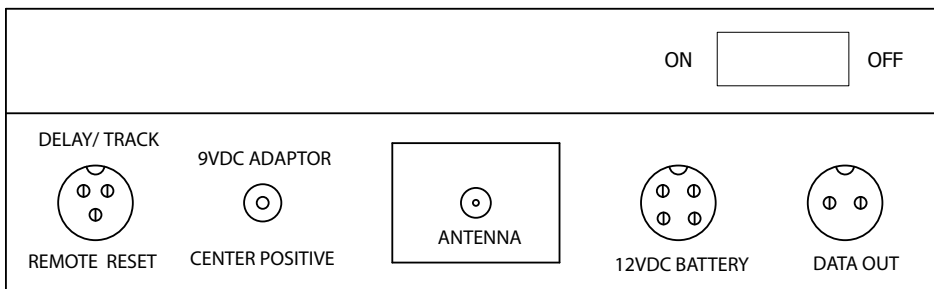 ON
OFF
DELAY/ TRACK
REMOTE RESET
9VDC ADAPTOR
CENTER POSITIVE
ANTENNA
12VDC BATTERY
DATA OUT